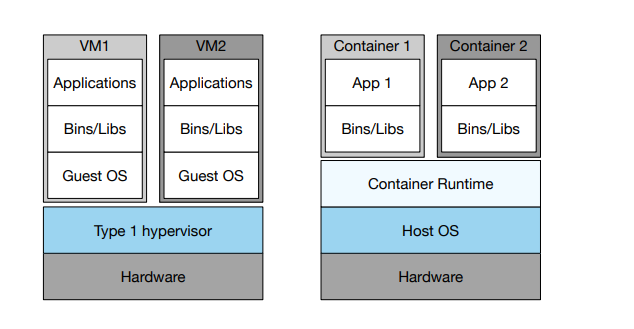 VM1
VM2
Applications
Applications
Bins/Libs
Bins/Libs
Guest OS
Guest OS
Type 1 hypervisor
Hardware
Container 1
Container 2
App 1
App 2
Bins/Libs
Bins/Libs
Container Runtime
Host OS
Hardware